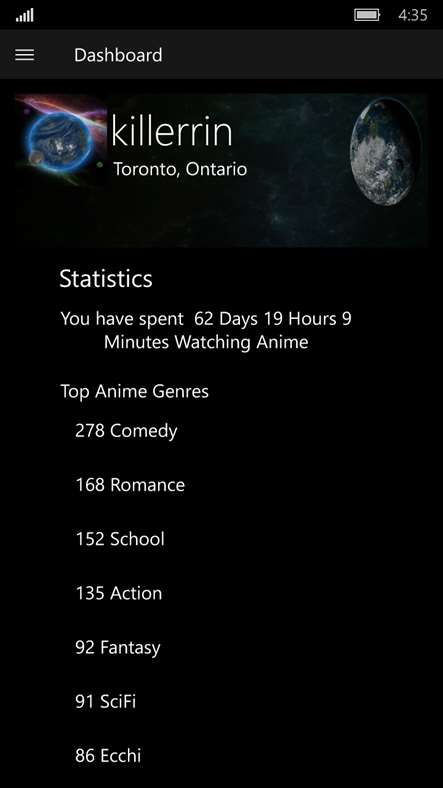 4:35
Dashboard
killerrin
Toronto, Ontario
Statistics
You have spent  62 Days 19 Hours 9
Minutes Watching Anime
Top Anime Genres
278 Comedy
168 Romance
152 School
135 Action
92 Fantasy
91 SciFi
86 Ecchi